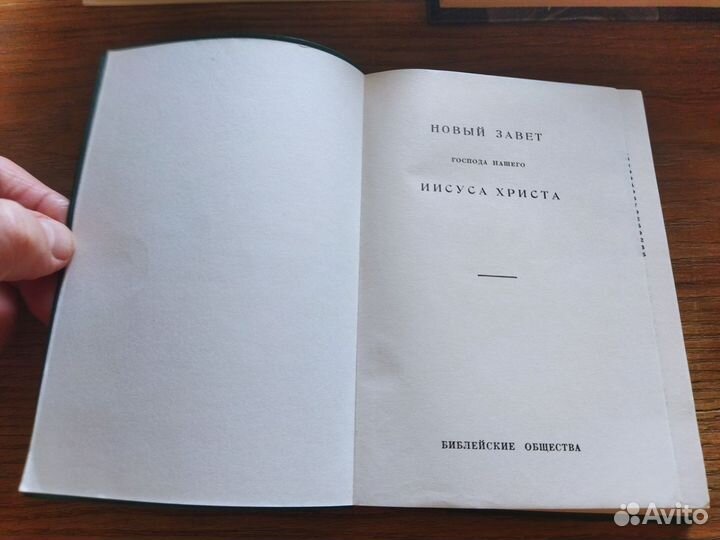 НОВЫЙ ЗАВЕТ
ГОСПОДА НАШЕГО
ИИСУСА ХРИСТА
БИБЛЕЙСКИЕ ОБЩЕСТВА
Avito